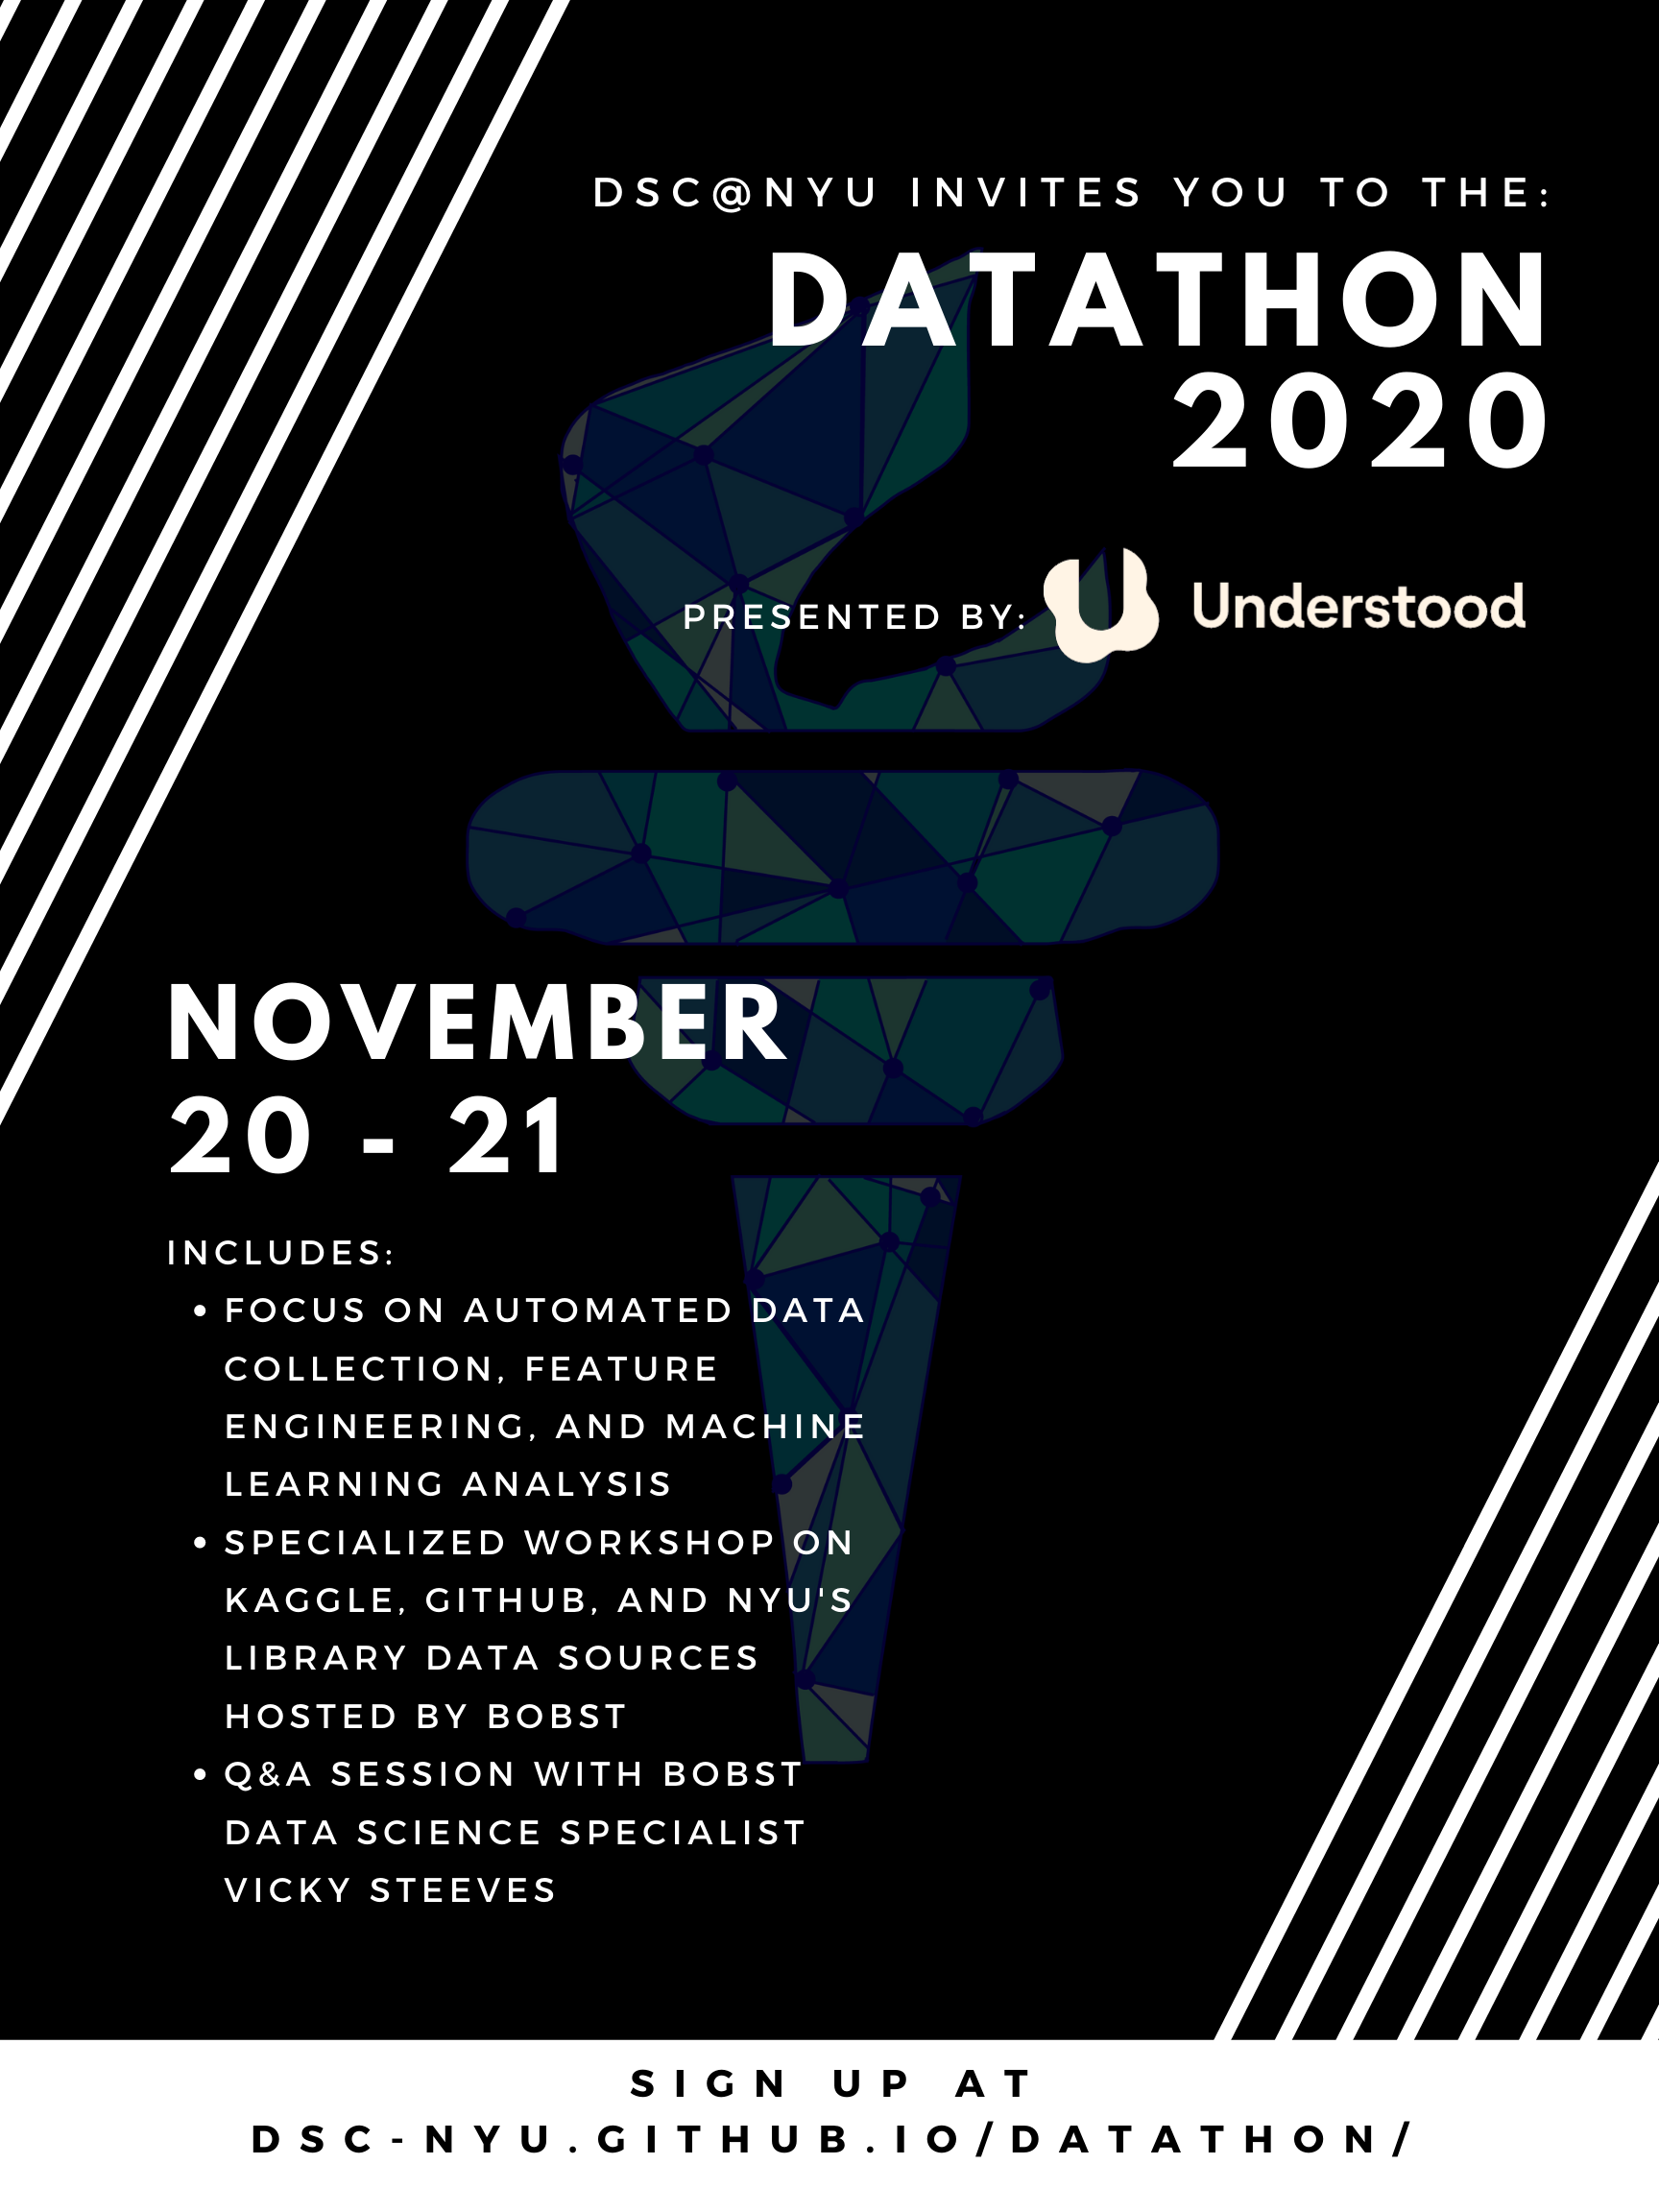 DSC@NYU INVITES YOU TO THE:
DATATHON
2020
PRESENTED BY: Understood
NOVEMBER
20 - 21
INCLUDES:
• FOCUS ON AUTOMATED DATA
COLLECTION, FEATURE
ENGINEERING, AND MACHINE
LEARNING ANALYSIS
• SPECIALIZED WORKSHOP ON
KAGGLE, GITHUB, AND NYU'S
LIBRARY DATA SOURCES
HOSTED BY BOBST
• Q&A SESSION WITH BOBST
DATA SCIENCE SPECIALIST
VICKY STEEVES
SIGN UP AT
DSC-NYU.GITHUB.IO/DATATHON/